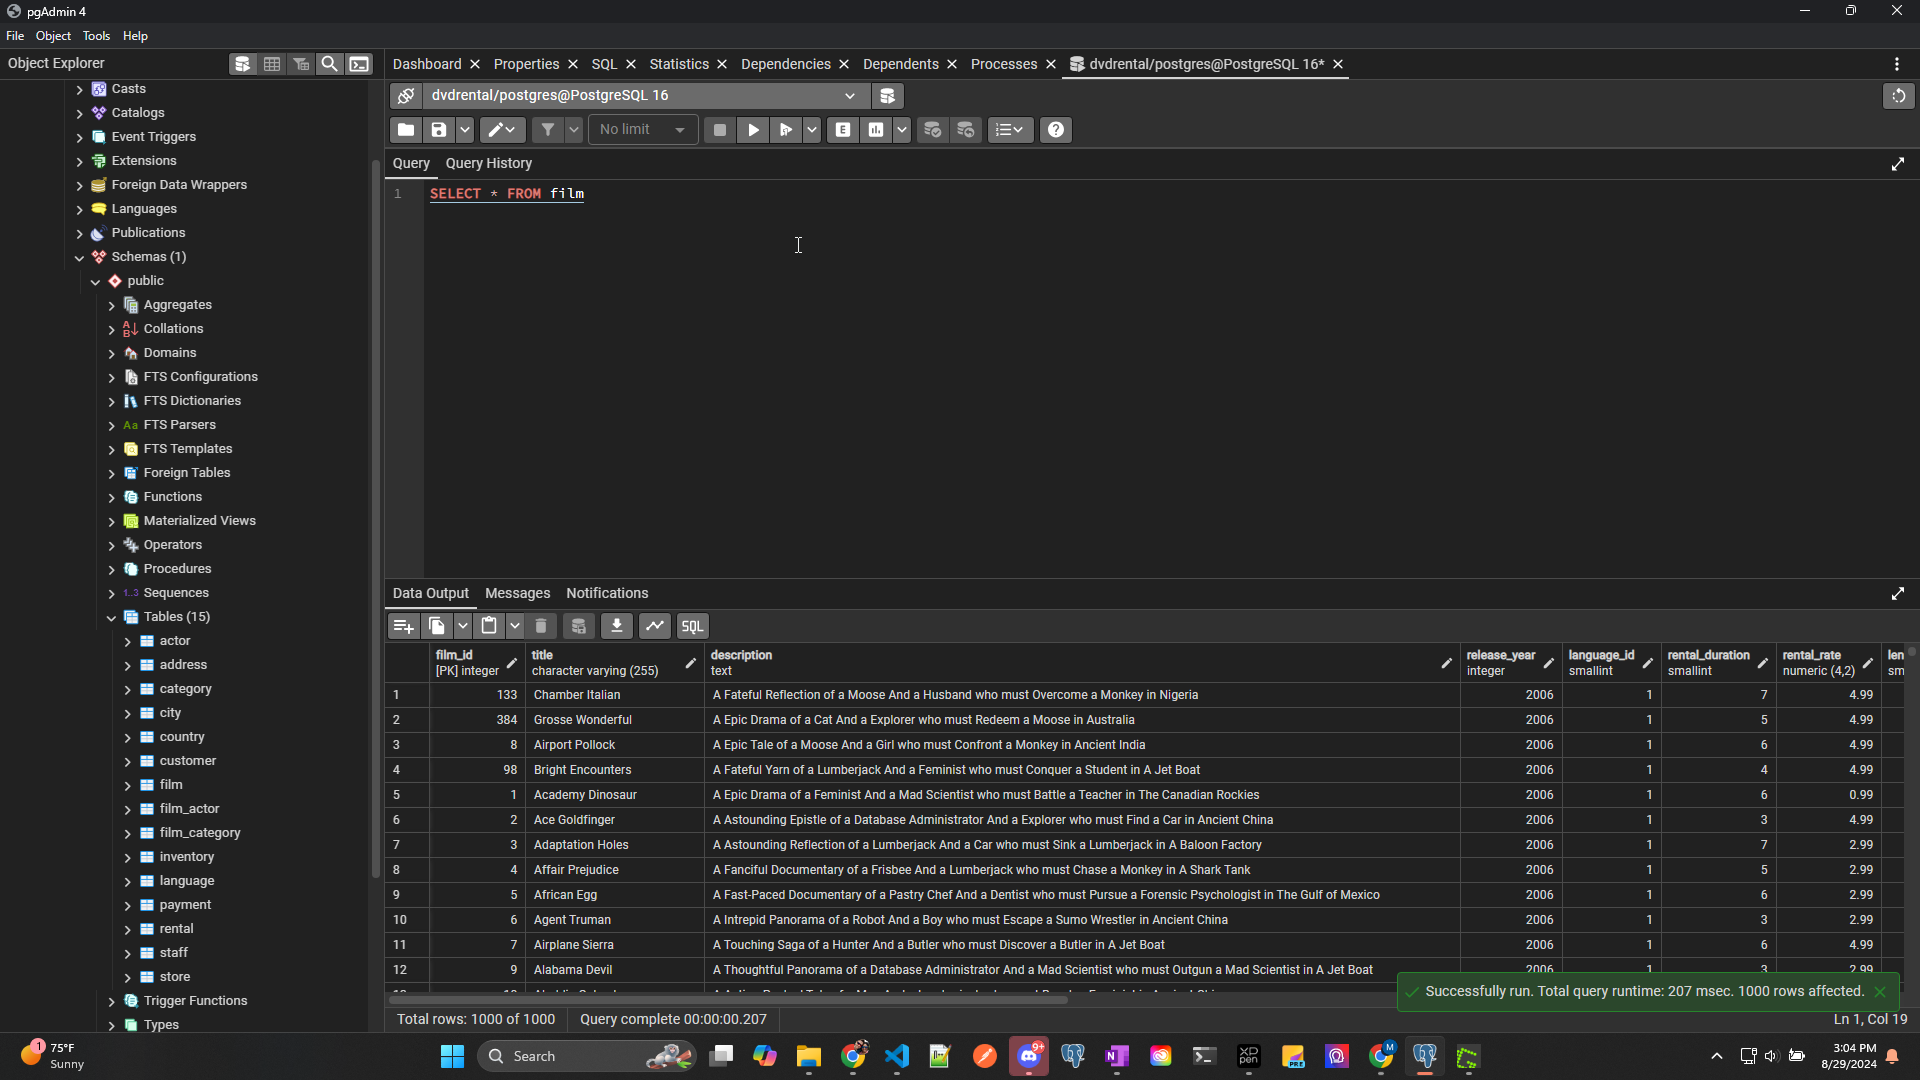 pgAdmin 4
File Object Tools Help
Object Explorer
Dashboard Properties SQL Statistics Dependencies Dependents Processes dvdrental/postgres@PostgreSQL 16*
dvdrental/postgres@PostgreSQL 16
No limit
E
Query Query History
1 SELECT * FROM film
Casts
Catalogs
Event Triggers
Extensions
Foreign Data Wrappers
Languages
Publications
Schemas (1)
public
Aggregates
Collations
Domains
FTS Configurations
FTS Dictionaries
FTS Parsers
FTS Templates
Foreign Tables
Functions
Materialized Views
Operators
Procedures
Sequences
Tables (15)
actor
address
category
city
country
customer
film
film_actor
film_category
inventory
language
payment
rental
staff
store
Trigger Functions
Types
Data Output Messages Notifications
SQL
film_id title description release_year language_id rental_duration rental_rate len
[PK] integer character varying (255) text integer smallint smallint numeric (4,2) sm
1 133 Chamber Italian A Fateful Reflection of a Moose And a Husband who must Overcome a Monkey in Nigeria 2006 1 7 4.99
2 384 Grosse Wonderful A Epic Drama of a Cat And a Explorer who must Redeem a Moose in Australia 2006 1 5 4.99
3 8 Airport Pollock A Epic Tale of a Moose And a Girl who must Confront a Monkey in Ancient India 2006 1 6 4.99
4 98 Bright Encounters A Fateful Yarn of a Lumberjack And a Feminist who must Conquer a Student in A Jet Boat 2006 1 4 4.99
5 1 Academy Dinosaur A Epic Drama of a Feminist And a Mad Scientist who must Battle a Teacher in The Canadian Rockies 2006 1 6 0.99
6 2 Ace Goldfinger A Astounding Epistle of a Database Administrator And a Explorer who must Find a Car in Ancient China 2006 1 3 4.99
7 3 Adaptation Holes A Astounding Reflection of a Lumberjack And a Car who must Sink a Lumberjack in A Baloon Factory 2006 1 7 2.99
8 4 Affair Prejudice A Fanciful Documentary of a Frisbee And a Lumberjack who must Chase a Monkey in A Shark Tank 2006 1 5 2.99
9 5 African Egg A Fast-Paced Documentary of a Pastry Chef And a Dentist who must Pursue a Forensic Psychologist in The Gulf of Mexico 2006 1 6 2.99
10 6 Agent Truman A Intrepid Panorama of a Robot And a Boy who must Escape a Sumo Wrestler in Ancient China 2006 1 3 2.99
11 7 Airplane Sierra A Touching Saga of a Hunter And a Butler who must Discover a Butler in A Jet Boat 2006 1 6 4.99
12 9 Alabama Devil A Thoughtful Panorama of a Database Administrator And a Mad Scientist who must Outgun a Mad Scientist in A Jet Boat 2006 1 3 2.99
Successfully run. Total query runtime: 207 msec. 1000 rows affected.
Total rows: 1000 of 1000 Query complete 00:00:00.207 Ln 1, Col 19
1 75°F
Sunny
Search
9+
XP
PEN
PRE
M
3:04 PM
8/29/2024